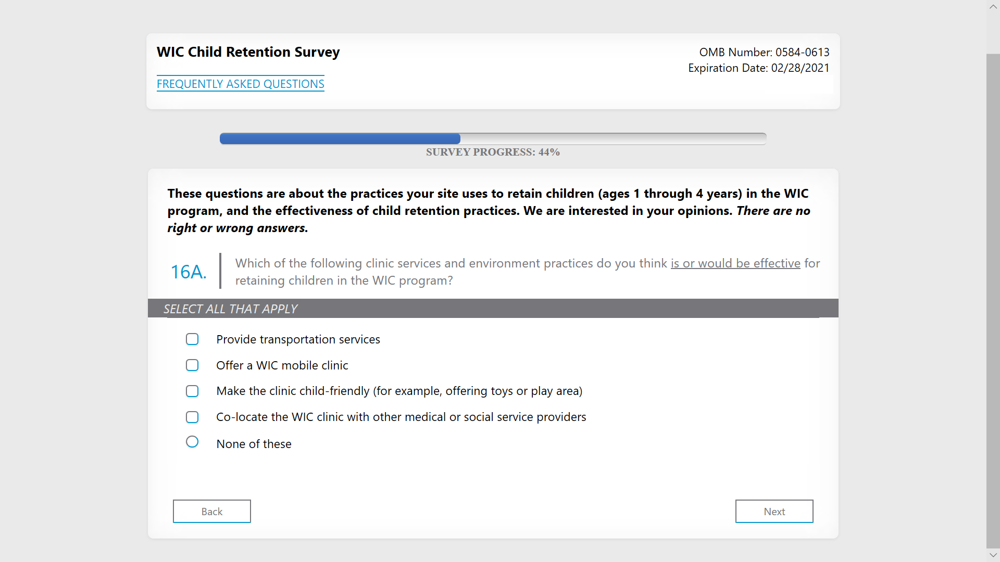 WIC Child Retention Survey
OMB Number: 0584-0613
Expiration Date: 02/28/2021
FREQUENTLY ASKED QUESTIONS
SURVEY PROGRESS: 44%
These questions are about the practices your site uses to retain children (ages 1 through 4 years) in the WIC
program, and the effectiveness of child retention practices. We are interested in your opinions. There are no
right or wrong answers.
16A.
Which of the following clinic services and environment practices do you think is or would be effective for
retaining children in the WIC program?
SELECT ALL THAT APPLY
Provide transportation services
Offer a WIC mobile clinic
Make the clinic child-friendly (for example, offering toys or play area)
Co-locate the WIC clinic with other medical or social service providers
None of these
Back
Next